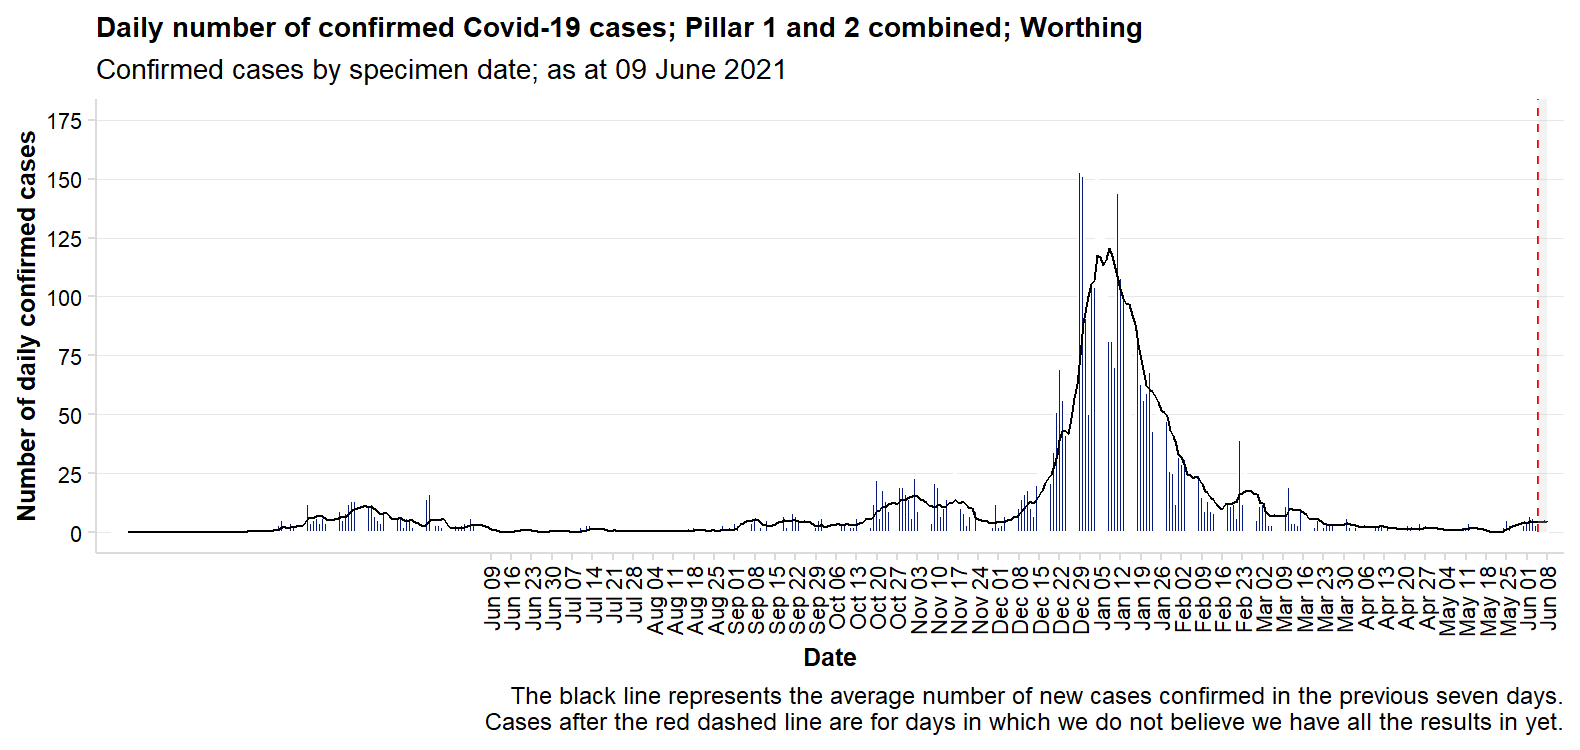 Daily number of confirmed Covid-19 cases; Pillar 1 and 2 combined; Worthing
Confirmed cases by specimen date; as at 09 June 2021
Number of daily confirmed cases
175
150
125
100
75
50
25
0
Jun 09
Jun 16
Jun 23
Jun 30
Jul 07
Jul 14
Jul 21
Jul 28
Aug 04
Aug 11
Aug 18
Aug 25
Sep 01
Sep 08
Sep 15
Sep 22
Sep 29
Oct 06
Oct 13
Oct 20
Oct 27
Nov 03
Nov 10
Nov 17
Nov 24
Dec 01
Dec 08
Dec 15
Dec 22
Dec 29
Jan 05
Jan 12
Jan 19
Jan 26
Feb 02
Feb 09
Feb 16
Feb 23
Mar 02
Mar 09
Mar 16
Mar 23
Mar 30
Apr 06
Apr 13
Apr 20
Apr 27
May 04
May 11
May 18
May 25
Jun 01
Jun 08
Date
The black line represents the average number of new cases confirmed in the previous seven days.
Cases after the red dashed line are for days in which we do not believe we have all the results in yet.